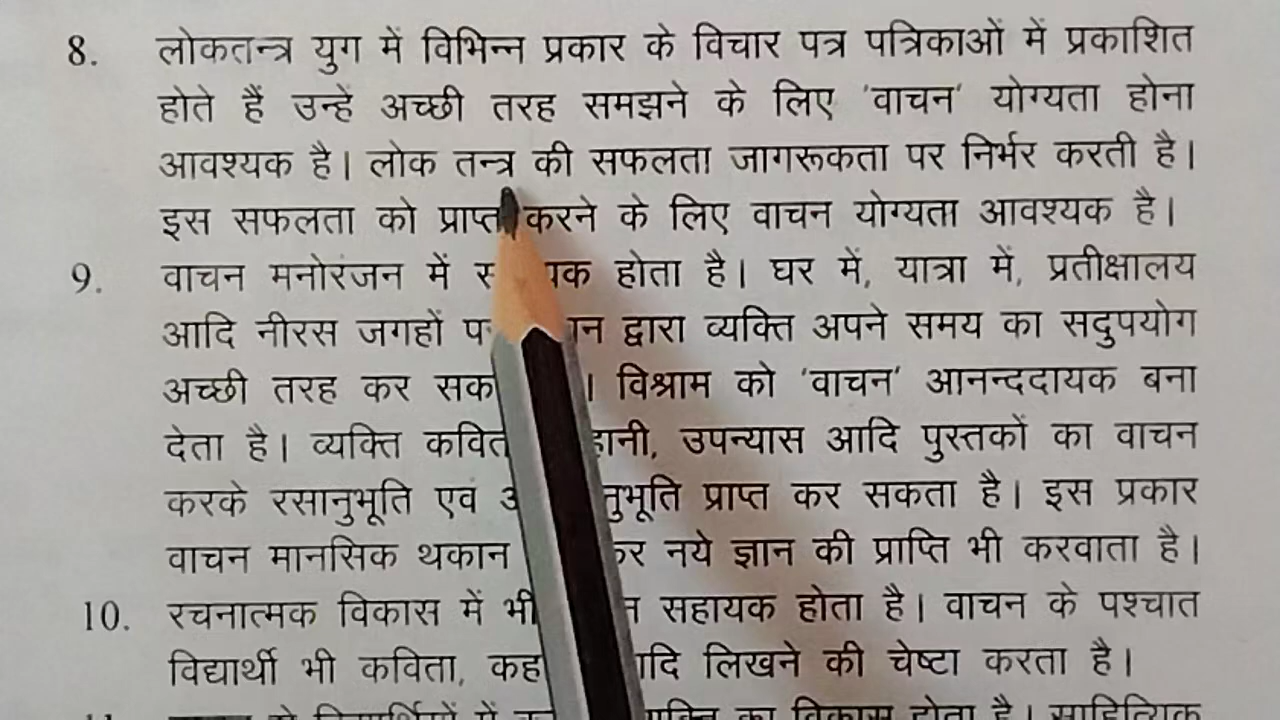 8. लोकतन्त्र युग में विभिन्न प्रकार के विचार पत्र पत्रिकाओं में प्रकाशित
होते हैं उन्हें अच्छी तरह समझने के लिए 'वाचन' योग्यता होना
आवश्यक है। लोक तन्त्र की सफलता जागरूकता पर निर्भर करती है।
इस सफलता को प्राप्त करने के लिए वाचन योग्यता आवश्यक है।
9. वाचन मनोरंजन में होता है। घर में, यात्रा में, प्रतीक्षालय
आदि नीरस जगहों द्वारा व्यक्ति अपने समय का सदुपयोग
अच्छी तरह कर । विश्राम को 'वाचन' आनन्ददायक बना
देता है। व्यक्ति उपन्यास आदि पुस्तकों का वाचन
करके रसानुभूति एवं प्राप्त कर सकता है। इस प्रकार
वाचन मानसिक थकान नये ज्ञान की प्राप्ति भी करवाता है।
10. रचनात्मक विकास में भी सहायक होता है। वाचन के पश्चात
विद्यार्थी भी कविता, लिखने की चेष्टा करता है।
का विकास होता है। साहित्यिक